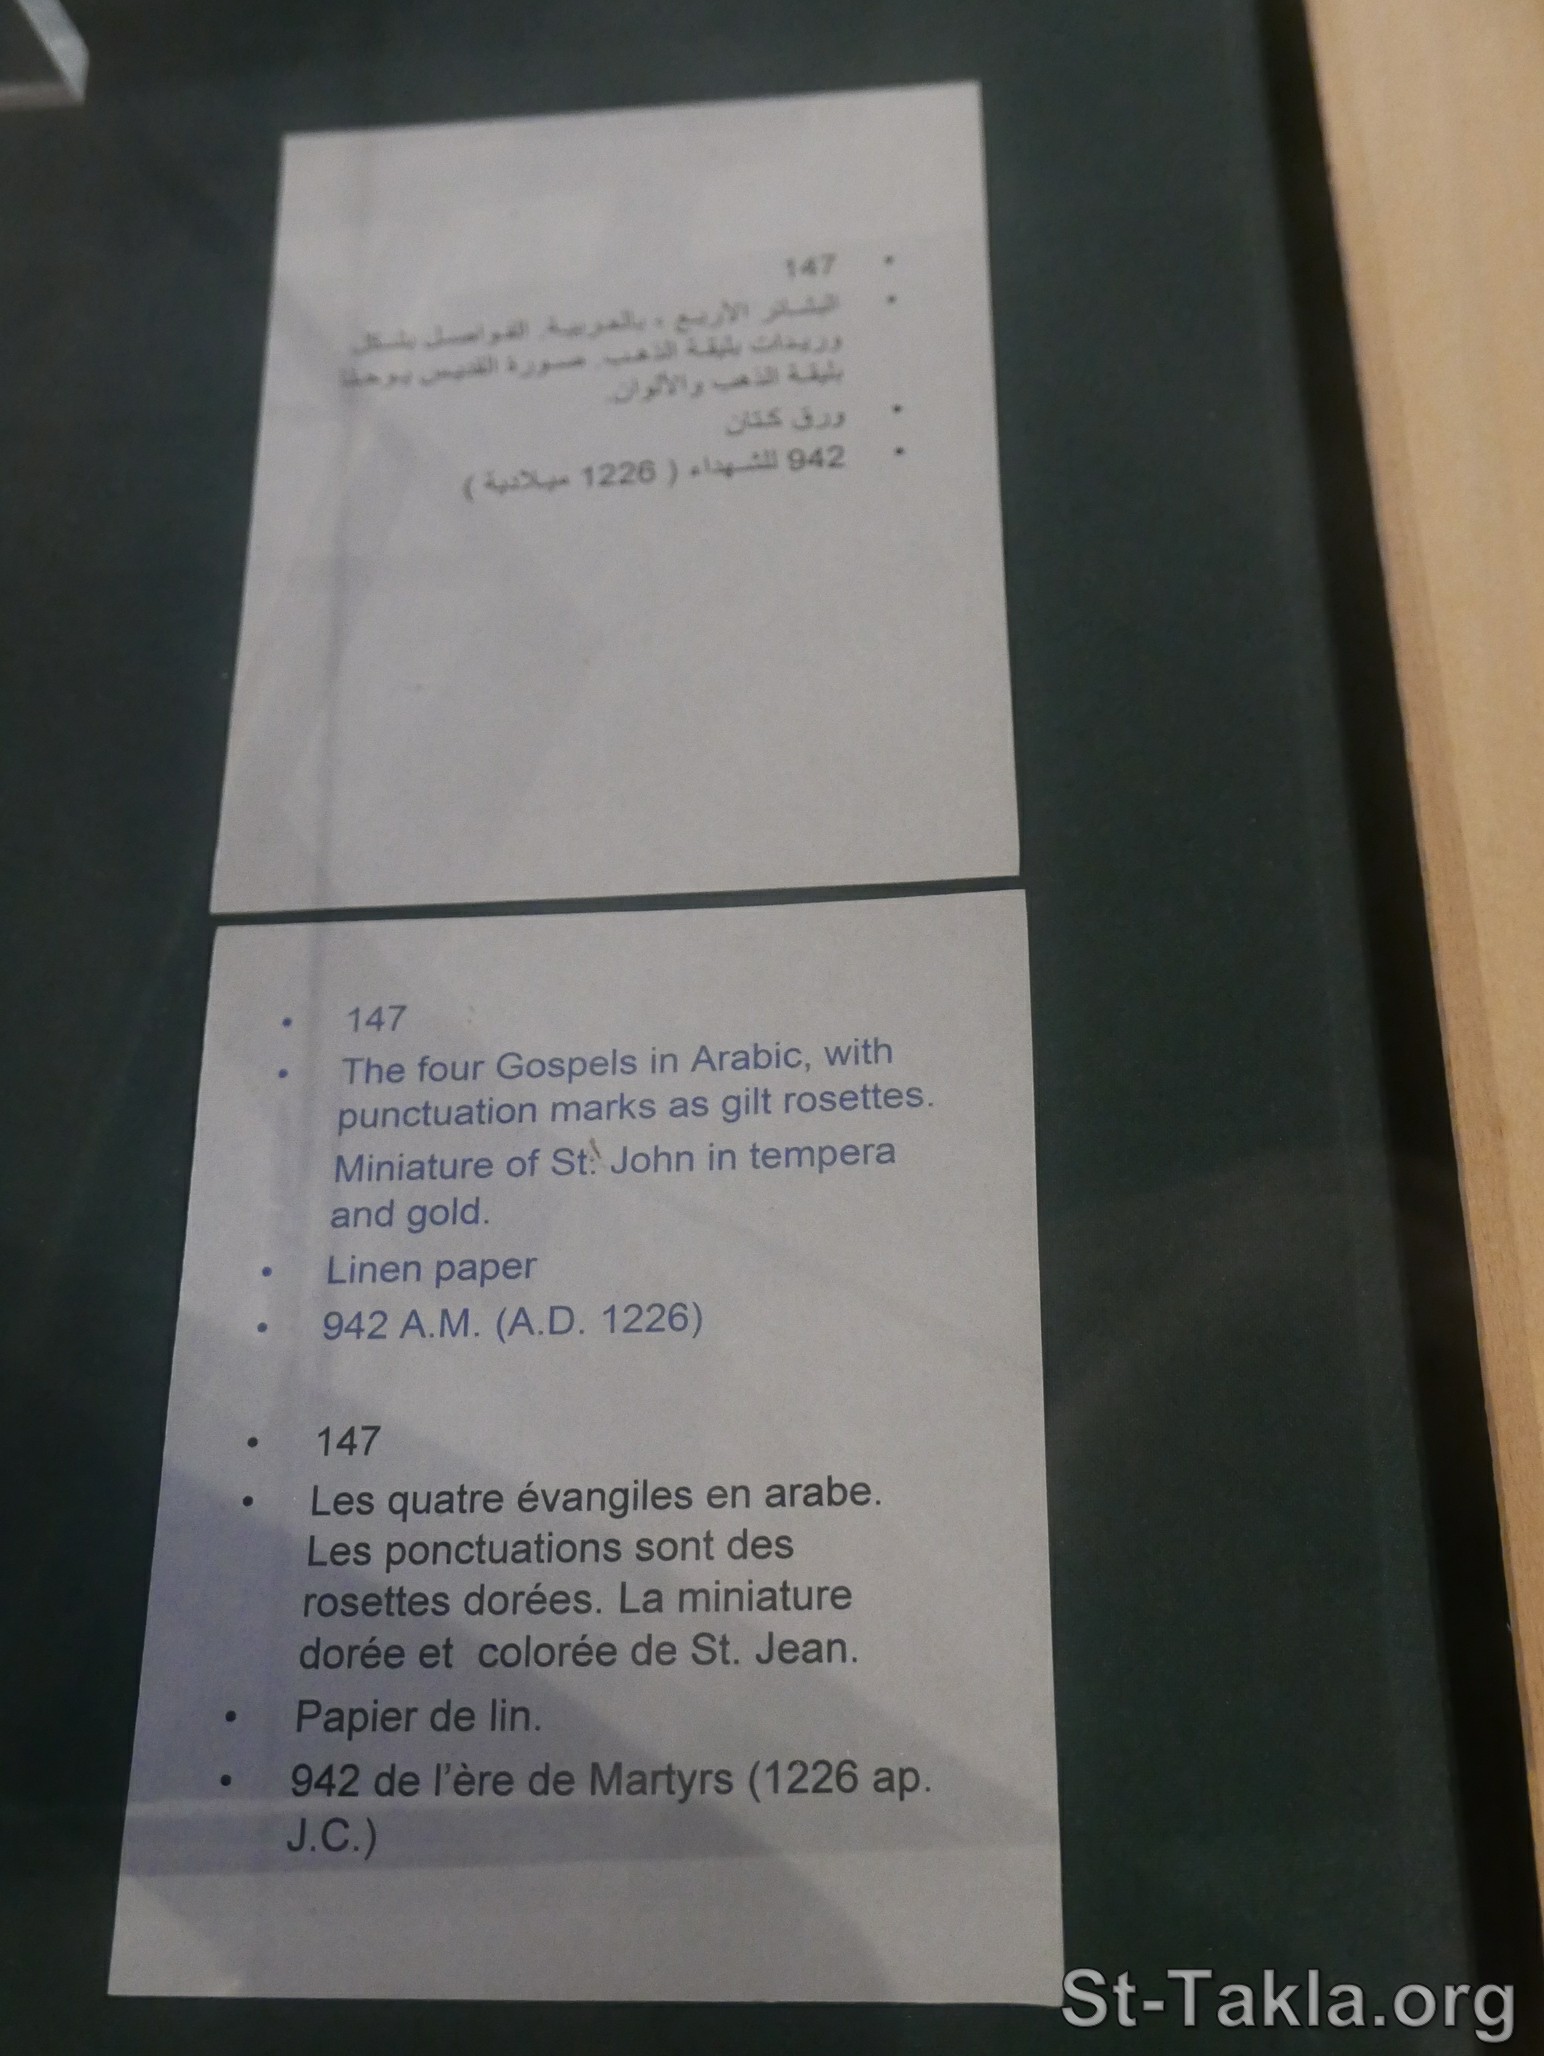 • 147
• البشائر الأربع ، بالعربية. الفواصل بشكل
وريدات بليقة الذهب. صورة القديس يوحنا
بليقة الذهب والألوان.
• ورق كتان
• 942 للشهداء ( 1226 ميلادية )
• 147
• The four Gospels in Arabic, with
punctuation marks as gilt rosettes.
Miniature of St. John in tempera
and gold.
• Linen paper
• 942 A.M. (A.D. 1226)
• 147
• Les quatre évangiles en arabe.
Les ponctuations sont des
rosettes dorées. La miniature
dorée et colorée de St. Jean.
• Papier de lin.
• 942 de l'ère de Martyrs (1226 ap.
J.C.)
St-Takla.org